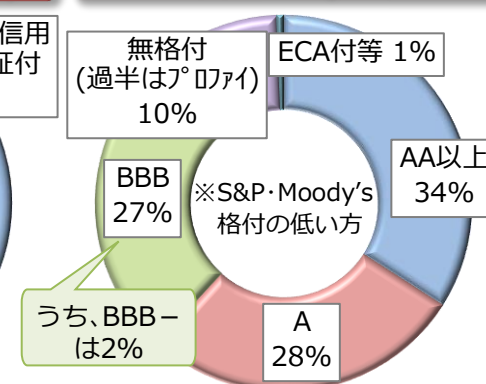 信用
証付
無格付
(過半はﾌﾟﾛﾌｧｲ)
10%
ECA付等 1%
AA以上
34%
BBB
27%
※S&P･Moody’s
格付の低い方
うち､BBB－
は2%
A
28%